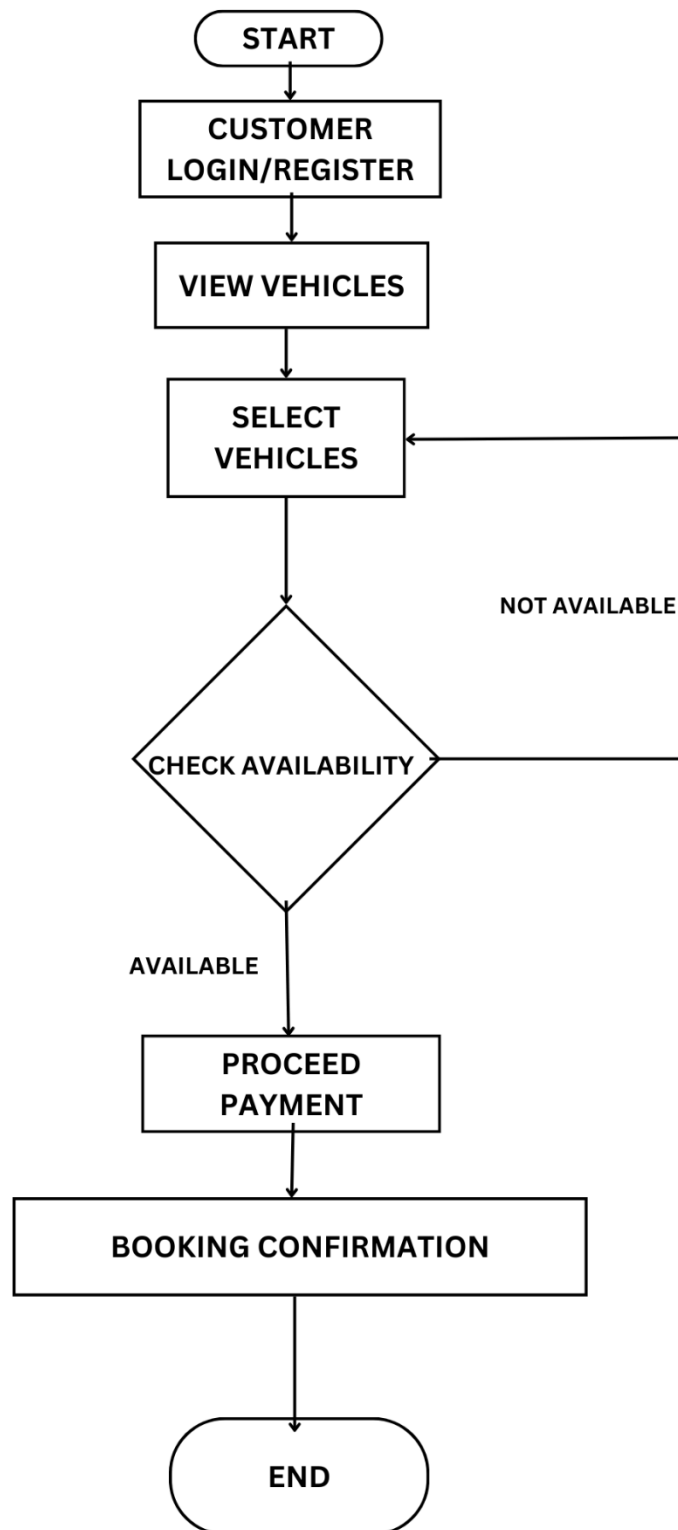 START
CUSTOMER
LOGIN/REGISTER
VIEW VEHICLES
SELECT
VEHICLES
NOT AVAILABLE
CHECK AVAILABILITY
AVAILABLE
PROCEED
PAYMENT
BOOKING CONFIRMATION
END